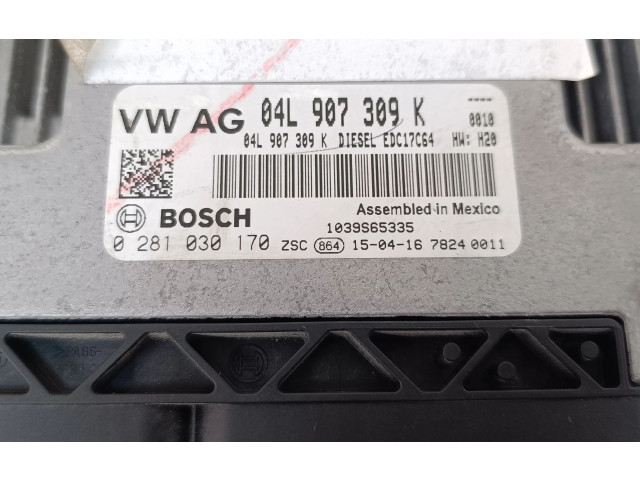 VW AG 04L 907 309 K ----
0010
04L 907 309 K DIESEL EDC17C64 HW: H20
BOSCH Assembled in Mexico
1039S65335
0 281 030 170 ZSC 864 15-04-16 7824 0011